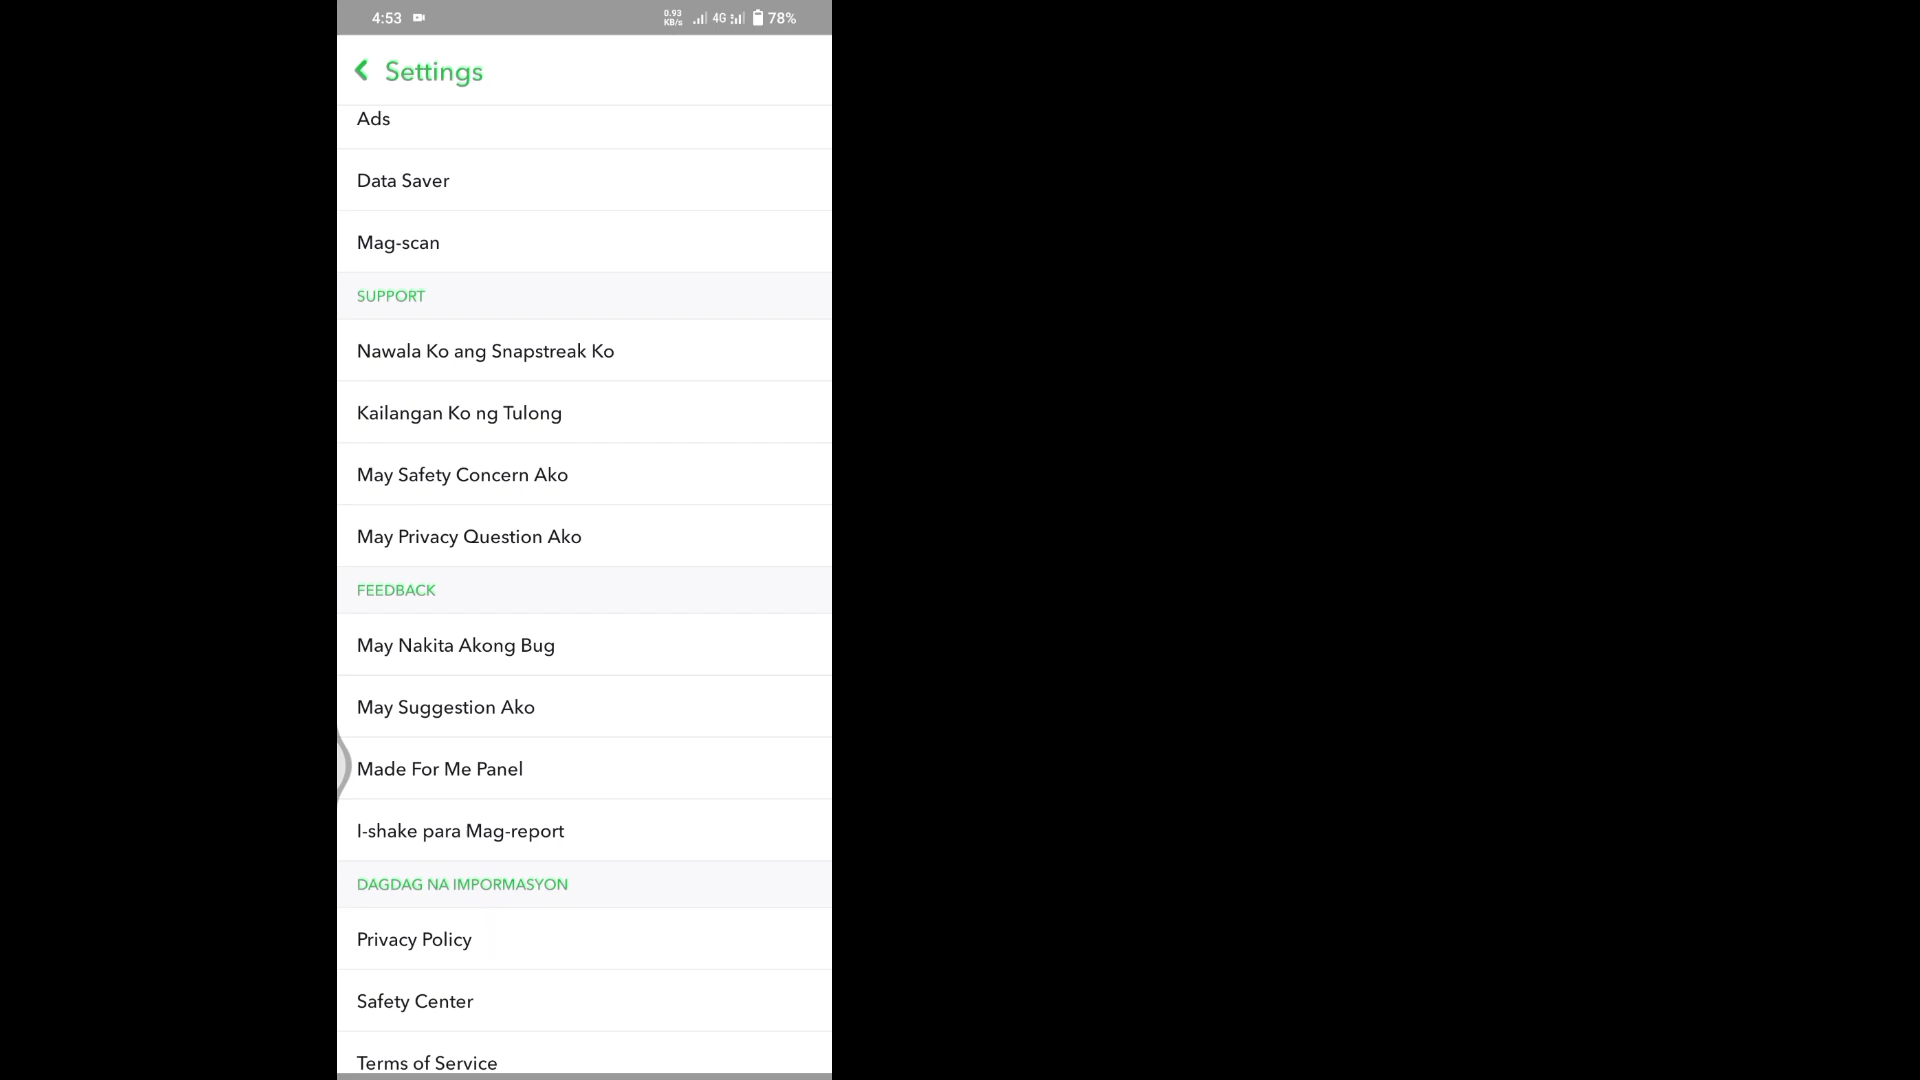 4:53
0.93 KB/s 4G 78%
Settings
Ads
Data Saver
Mag-scan
SUPPORT
Nawala Ko ang Snapstreak Ko
Kailangan Ko ng Tulong
May Safety Concern Ako
May Privacy Question Ako
FEEDBACK
May Nakita Akong Bug
May Suggestion Ako
Made For Me Panel
I-shake para Mag-report
DAGDAG NA IMPORMASYON
Privacy Policy
Safety Center
Terms of Service